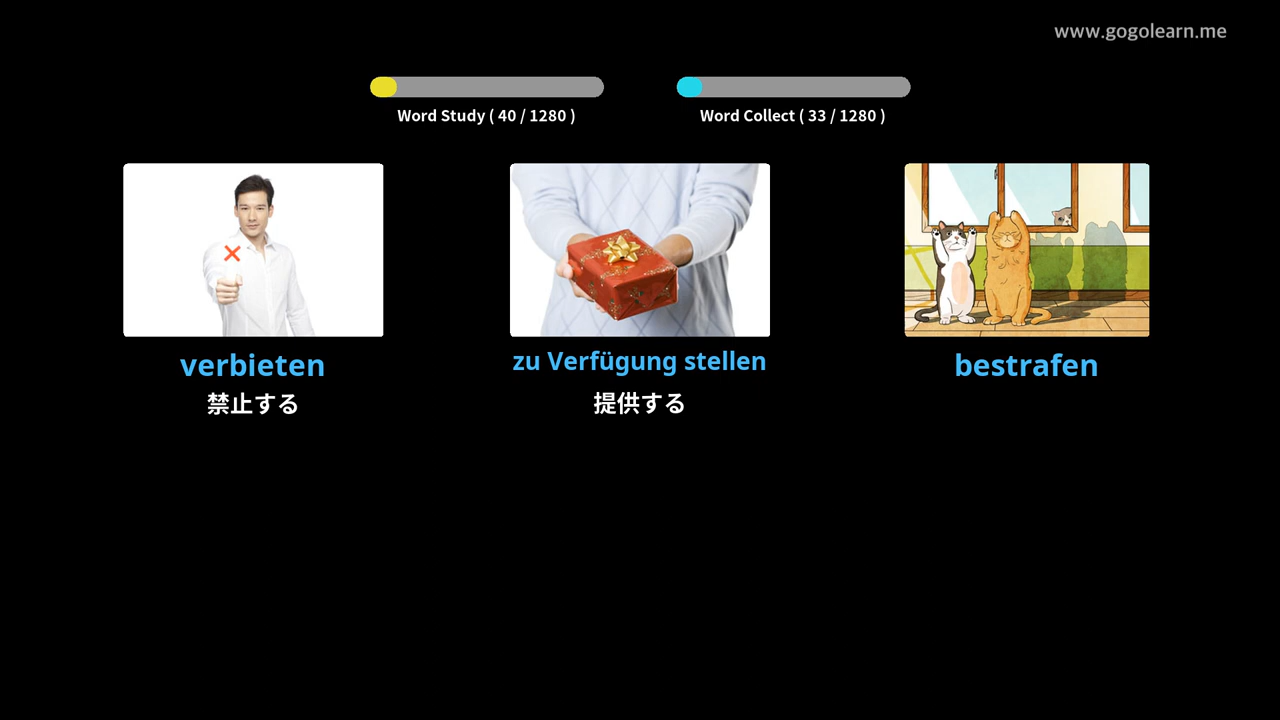 www.gogolearn.me
Word Study ( 40 / 1280 )
Word Collect ( 33 / 1280 )
verbieten
禁止する
zu Verfügung stellen
提供する
bestrafen